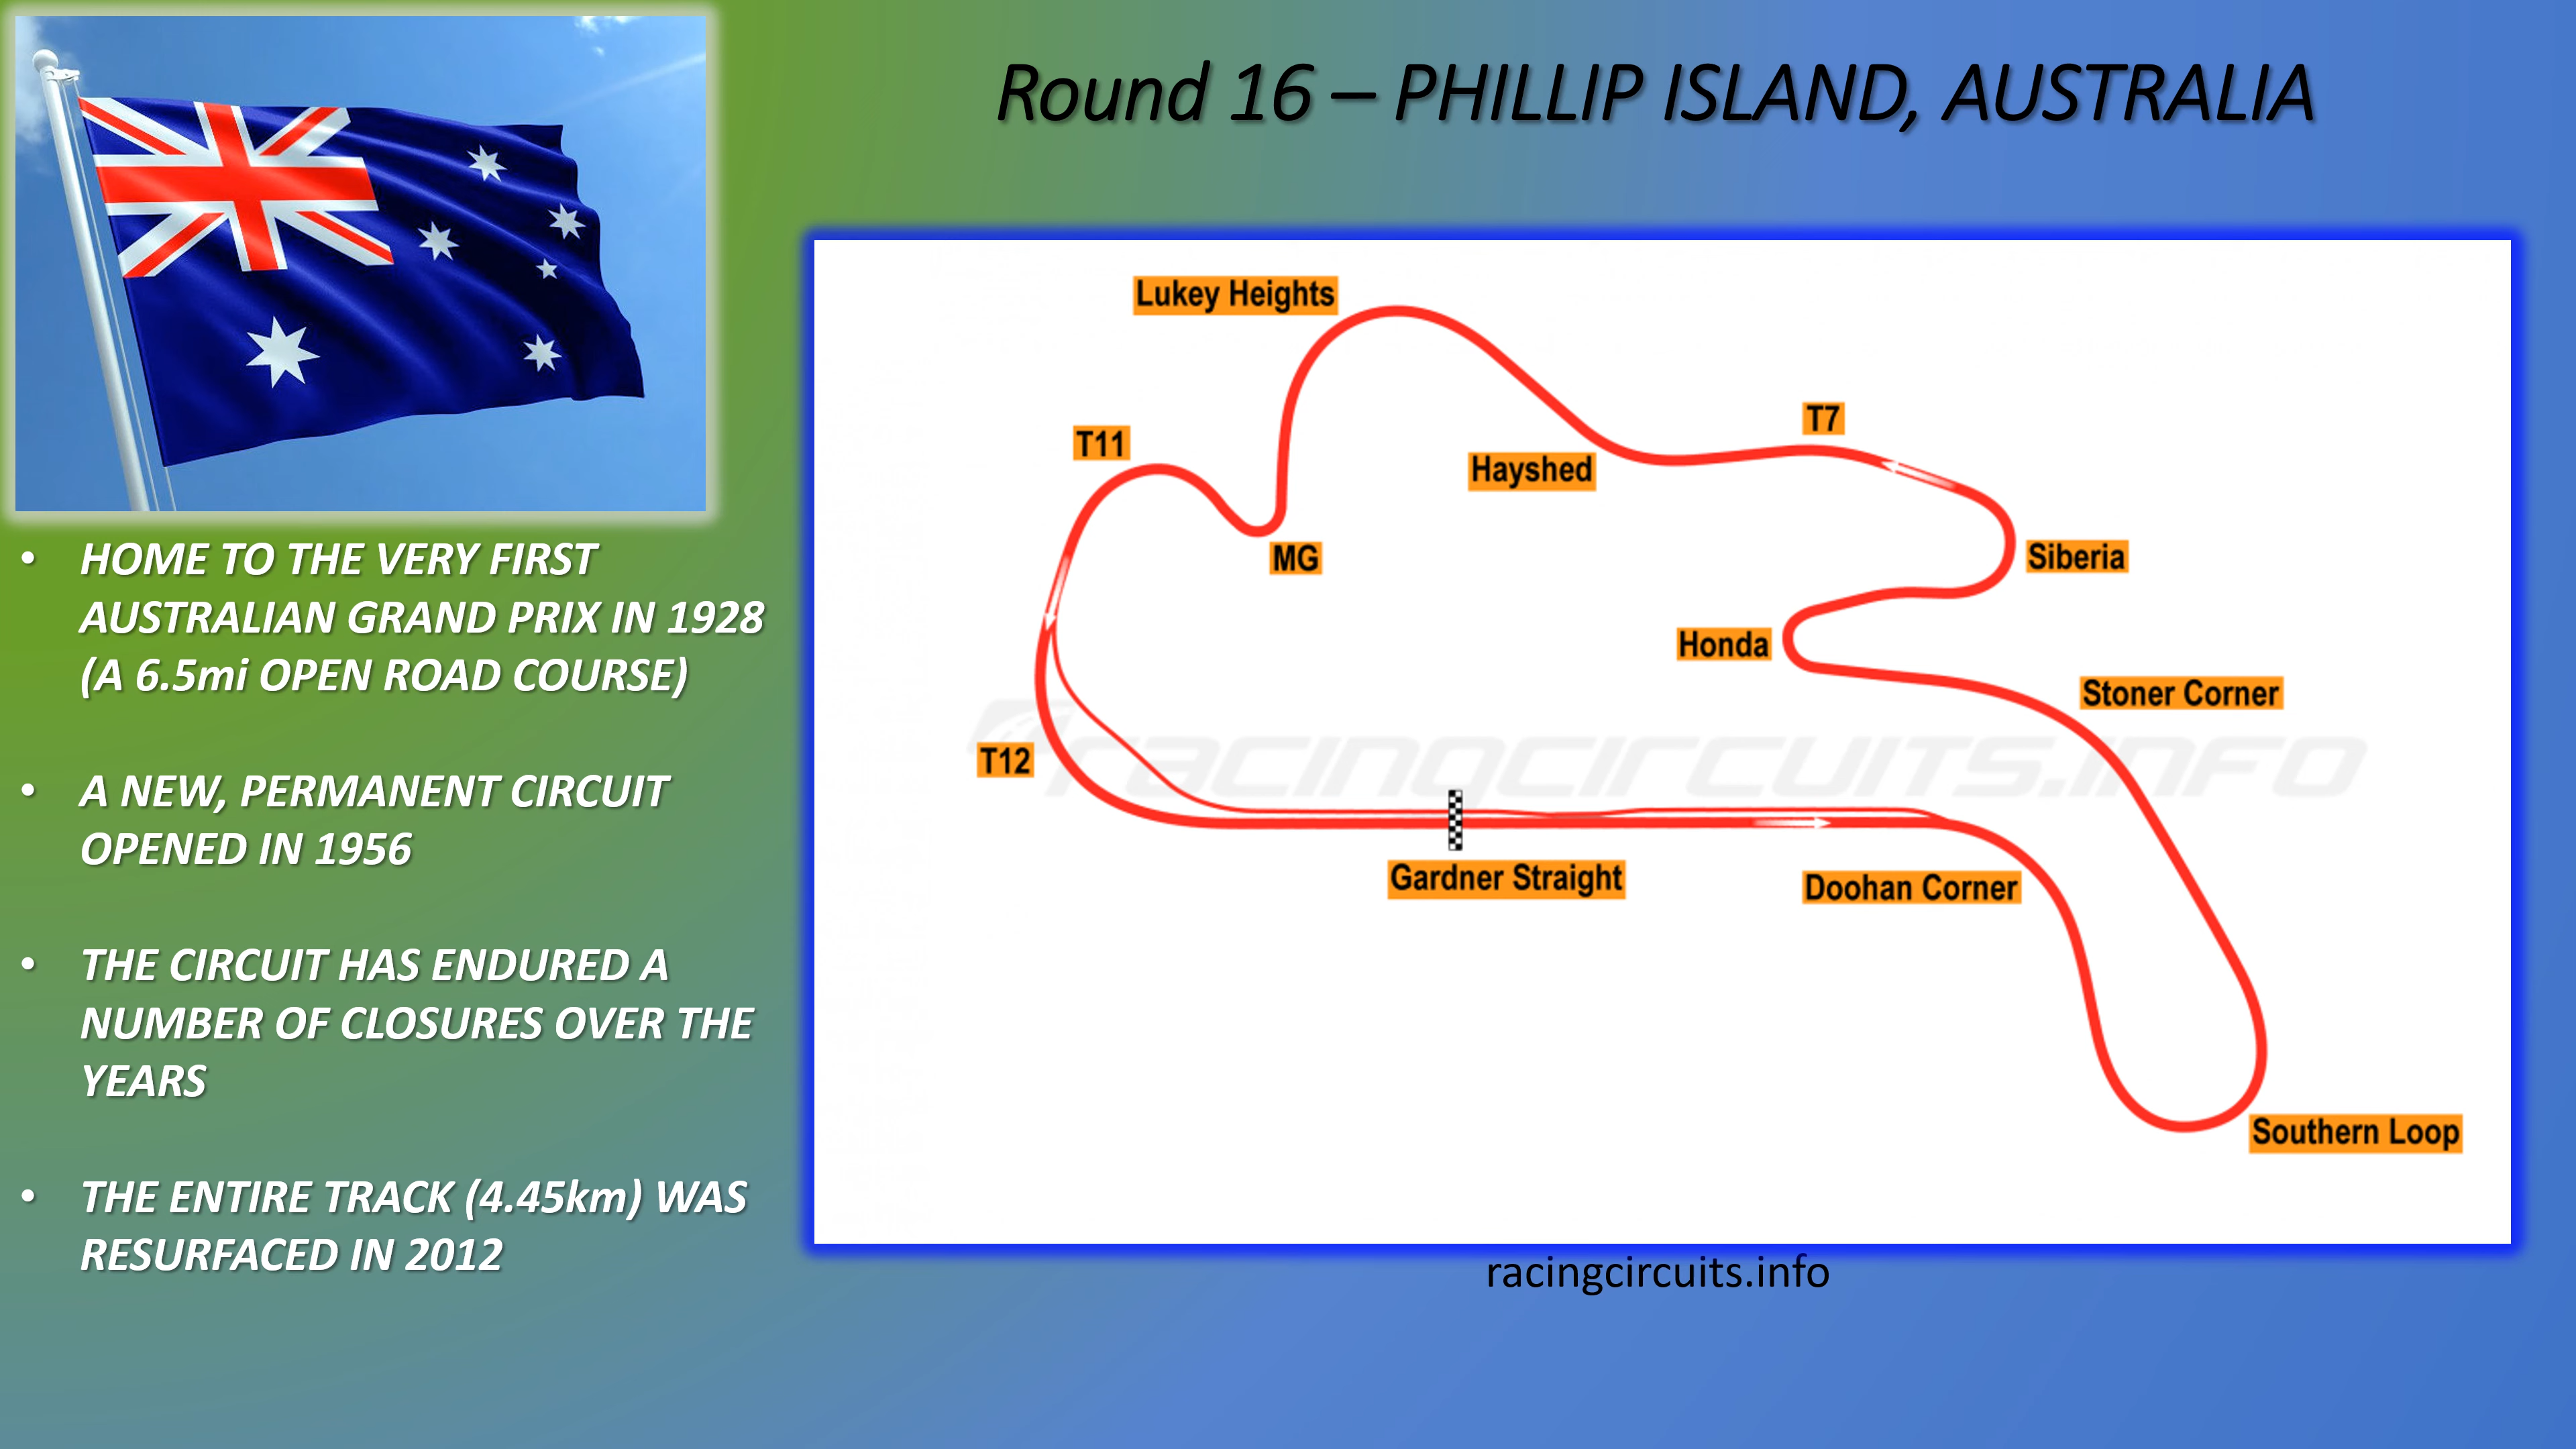 Round 16 – PHILLIP ISLAND, AUSTRALIA
• HOME TO THE VERY FIRST
AUSTRALIAN GRAND PRIX IN 1928
(A 6.5mi OPEN ROAD COURSE)
• A NEW, PERMANENT CIRCUIT
OPENED IN 1956
• THE CIRCUIT HAS ENDURED A
NUMBER OF CLOSURES OVER THE
YEARS
• THE ENTIRE TRACK (4.45km) WAS
RESURFACED IN 2012
Lukey Heights
T7
T11
Hayshed
MG
Siberia
Honda
Stoner Corner
T12
racingcircuits.info
Gardner Straight
Doohan Corner
Southern Loop
racingcircuits.info